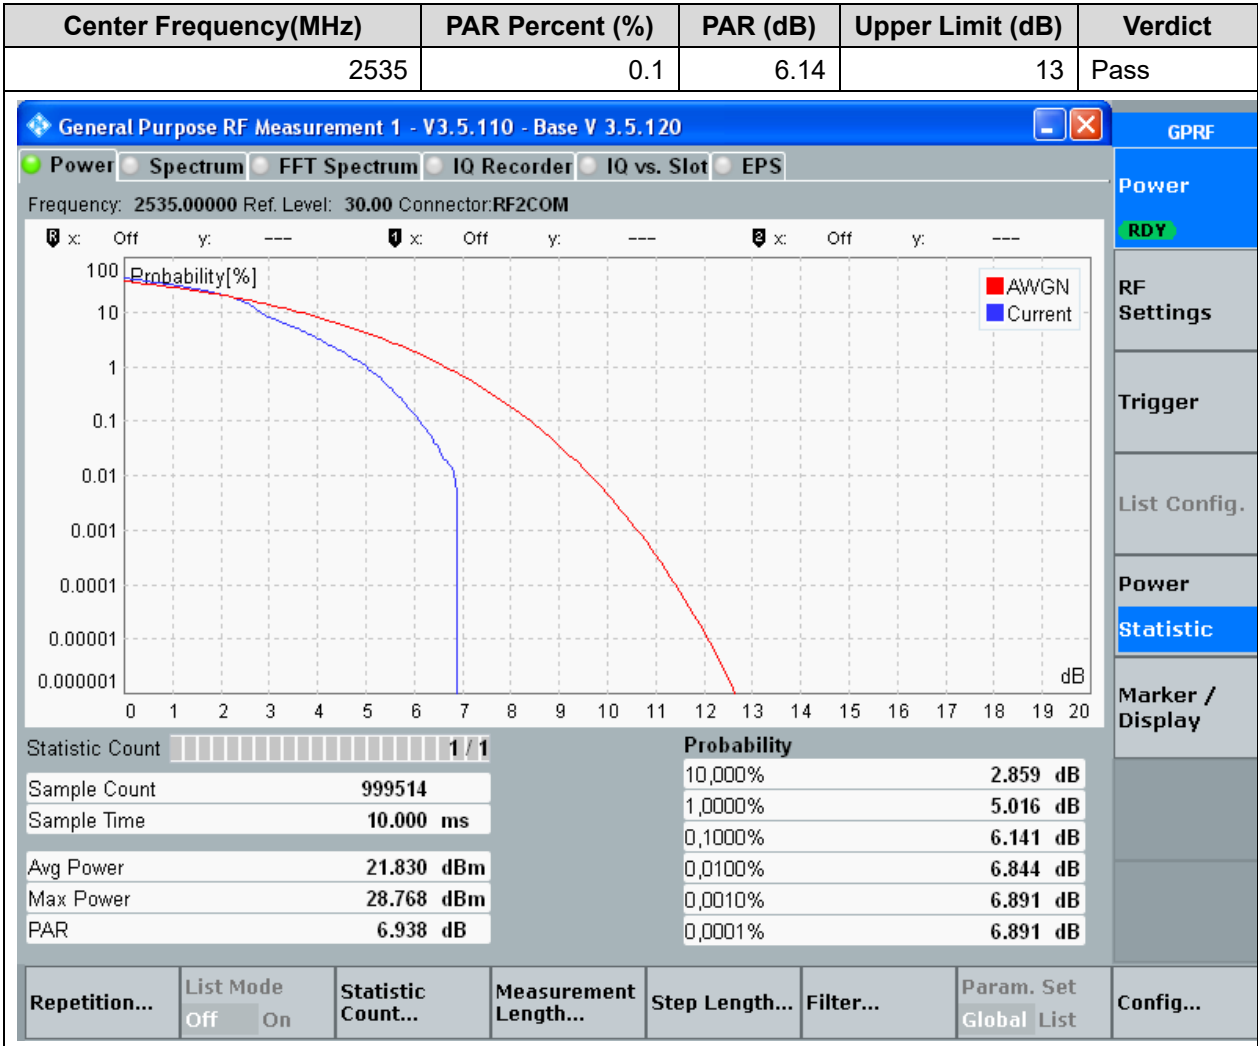 Center Frequency(MHz) PAR Percent (%) PAR (dB) Upper Limit (dB) Verdict
2535 0.1 6.14 13 Pass
General Purpose RF Measurement 1 - V3.5.110 - Base V 3.5.120
GPRF
Power Spectrum FFT Spectrum IQ Recorder IQ vs. Slot EPS
Frequency: 2535.00000 Ref. Level: 30.00 Connector:RF2COM
R x: Off y: --- 1 x: Off y: --- 2 x: Off y: ---
Probability[%]
100
10
1
0.1
0.01
0.001
0.0001
0.00001
0.000001
AWGN
Current
dB
0 1 2 3 4 5 6 7 8 9 10 11 12 13 14 15 16 17 18 19 20
Statistic Count 1 / 1
Sample Count 999514
Sample Time 10.000 ms
Avg Power 21.830 dBm
Max Power 28.768 dBm
PAR 6.938 dB
Probability
10,000% 2.859 dB
1,0000% 5.016 dB
0,1000% 6.141 dB
0,0100% 6.844 dB
0,0010% 6.891 dB
0,0001% 6.891 dB
Power
RDY
RF
Settings
Trigger
List Config.
Power
Statistic
Marker /
Display
Repetition...
List Mode
Off On
Statistic
Count...
Measurement
Length...
Step Length...
Filter...
Param. Set
Global List
Config...